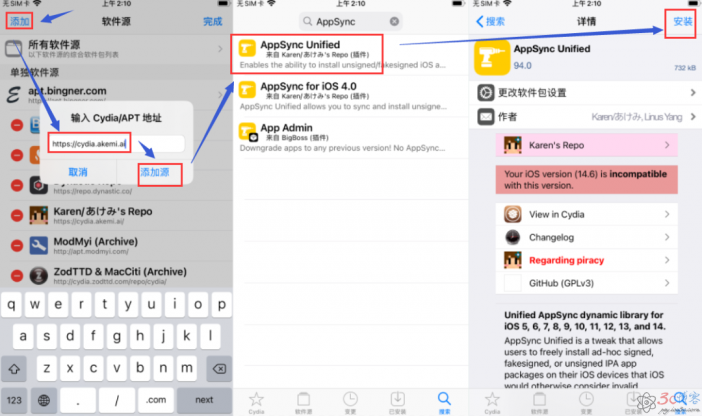 无SIM卡
上午 2:10
添加
软件源
完成
所有软件源
以下软件源的综合软件包列表
单独软件源
apt.bingner.com
输入 Cydia/APT 地址
https://cydia.akemi.ai
取消
添加源
https://repo.dynastic.co/
Karen/あけみ's Repo
https://cydia.akemi.ai/
ModMyi (Archive)
http://apt.modmyi.com/
ZodTTD & MacCiti (Archive)
http://cydia.zodttd.com/repo/cydia/
q w e r t y u i o p
a s d f g h j k l
z x c v b n m
123
.
/
.com
next
无SIM卡
上午 2:10
AppSync
AppSync Unified
来自 Karen/あけみ's Repo (插件)
Enables the ability to install unsigned/fakesigned iOS a...
AppSync for iOS 4.0
来自 Karen/あけみ's Repo (插件)
AppSync Unified allows you to sync and install unsigne...
App Admin
来自 BigBoss (插件)
Downgrade apps to any previous version! No AppSync...
Cydia
软件源
变更
已安装
搜索
无SIM卡
上午 2:10
搜索
详情
安装
AppSync Unified
94.0
732 kB
更改软件包设置
作者
Karen/あけみ, Linus Yang
Karen's Repo
Your iOS version (14.6) is incompatible
with this version.
View in Cydia
Changelog
Regarding piracy
GitHub (GPLv3)
Unified AppSync dynamic library for
iOS 5, 6, 7, 8, 9, 10, 11, 12, 13, and 14.
AppSync Unified is a tweak that allows
users to freely install ad-hoc signed,
fakesigned, or unsigned IPA app
packages on their iOS devices that iOS
would otherwise consider invalid.
Cydia
软件源
变更
已安装
搜索